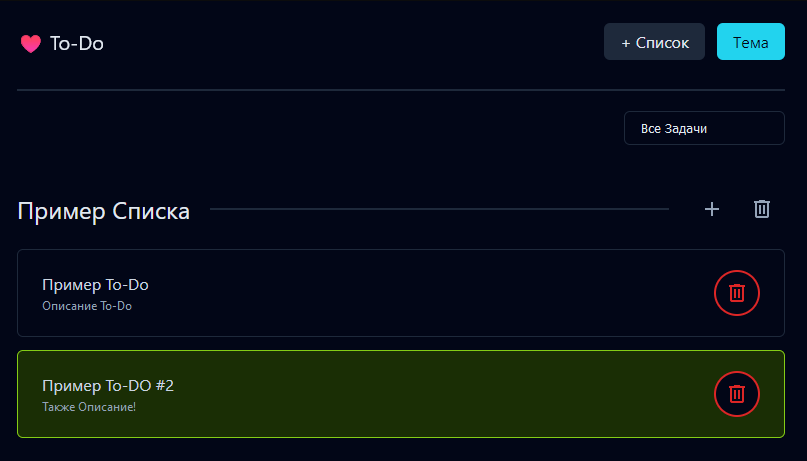 To-Do
+ Список
Тема
Все Задачи
Пример Списка
Пример To-Do
Описание To-Do
Пример To-DO #2
Также Описание!